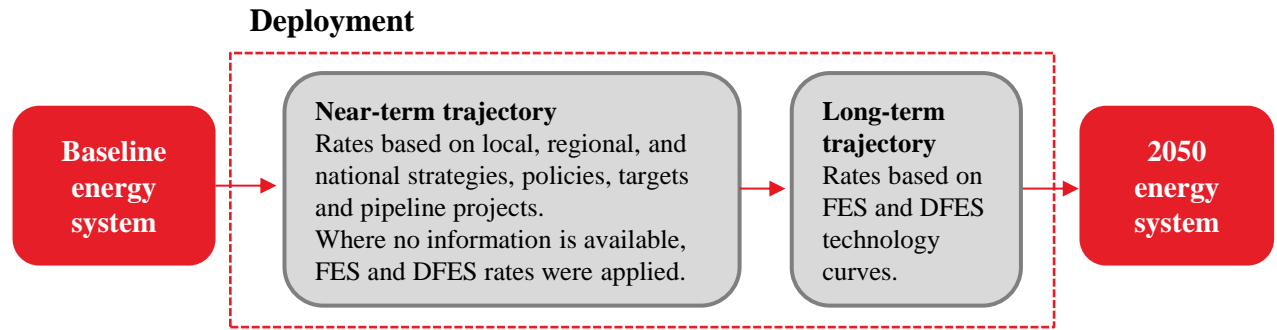 Deployment
Baseline
energy
system
Near-term trajectory
Rates based on local, regional, and
national strategies, policies, targets
and pipeline projects.
Where no information is available,
FES and DFES rates were applied.
Long-term
trajectory
Rates based on
FES and DFES
technology
curves.
2050
energy
system